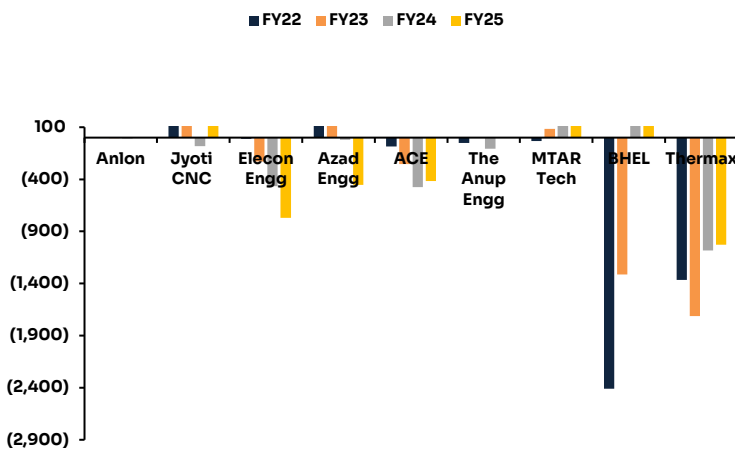 FY22 FY23 FY24 FY25
100
(400)
(900)
(1,400)
(1,900)
(2,400)
(2,900)
Anlon
Jyoti
CNC
Elecon
Engg
Azad
Engg
ACE
The
Anup
Engg
MTAR
Tech
BHEL
Thermax